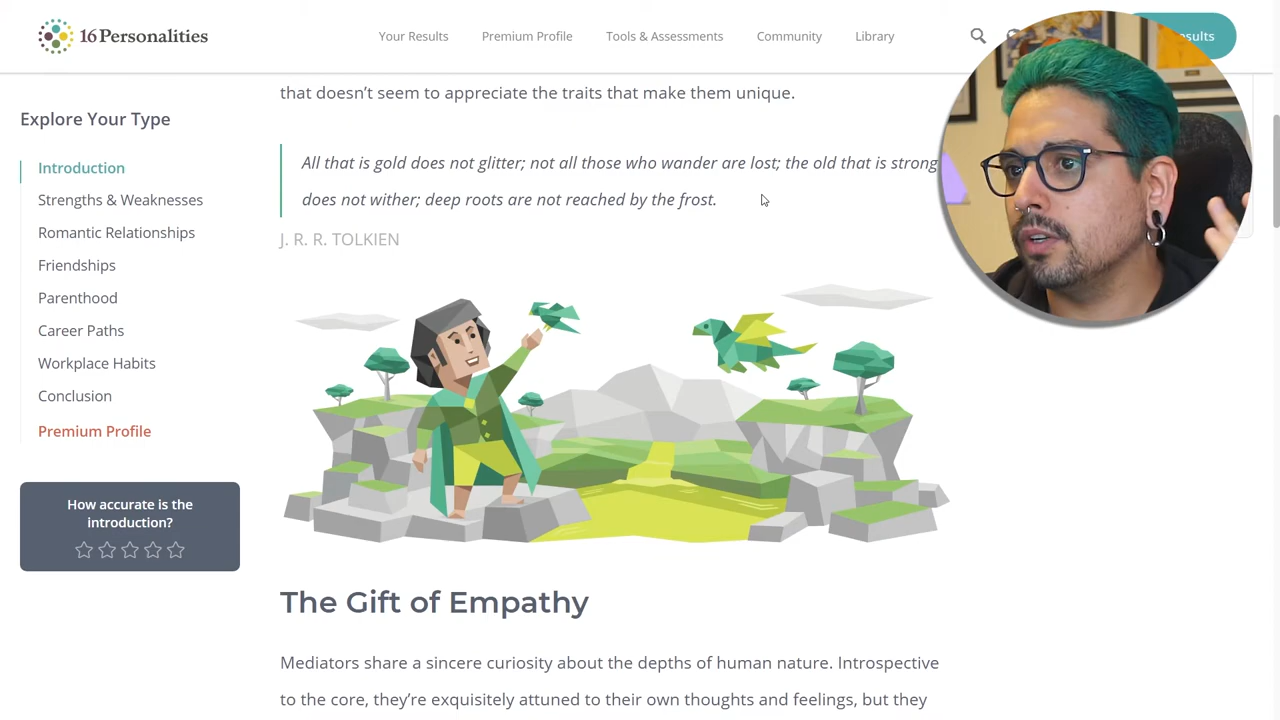 16Personalities
Your Results
Premium Profile
Tools & Assessments
Community
Library
Explore Your Type
Introduction
Strengths & Weaknesses
Romantic Relationships
Friendships
Parenthood
Career Paths
Workplace Habits
Conclusion
Premium Profile
How accurate is the
introduction?
that doesn’t seem to appreciate the traits that make them unique.
All that is gold does not glitter; not all those who wander are lost; the old that is strong
does not wither; deep roots are not reached by the frost.
J. R. R. TOLKIEN
The Gift of Empathy
Mediators share a sincere curiosity about the depths of human nature. Introspective
to the core, they’re exquisitely attuned to their own thoughts and feelings, but they